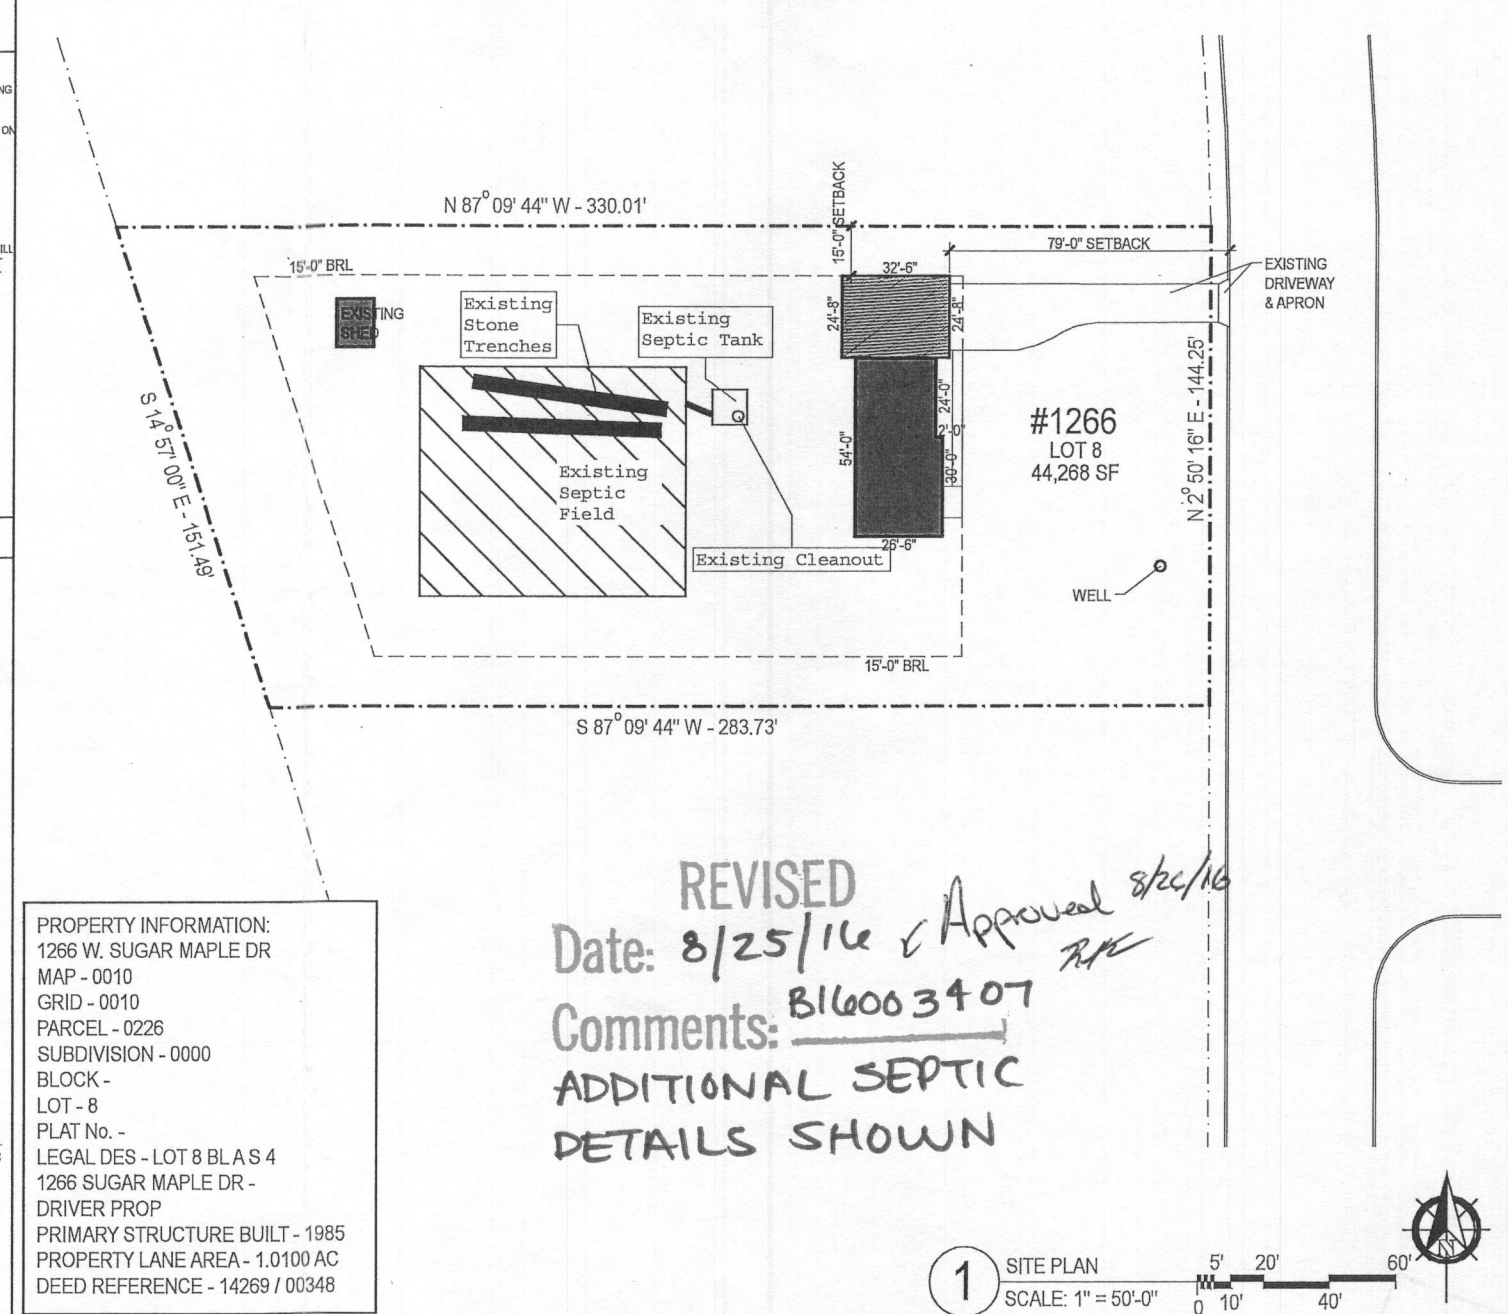 NG
ON
ILL
N 87° 09' 44" W - 330.01'
15'-0" SETBACK
79'-0" SETBACK
15'-0" BRL
32'-6"
EXISTING
DRIVEWAY
& APRON
EXISTING
SHED
Existing
Stone
Trenches
Existing
Septic Tank
24'-8"
24'-8"
S 14° 57' 00" E - 151.49'
N 2° 50' 16" E - 144.25'
24'-0"
2'-0"
54'-0"
30'-0"
#1266
LOT 8
44,268 SF
Existing
Septic
Field
26'-6"
Existing Cleanout
WELL
15'-0" BRL
S 87° 09' 44" W - 283.73'
REVISED
Date: 8/25/16 Approved
Comments: B16003407
ADDITIONAL SEPTIC
DETAILS SHOWN
PROPERTY INFORMATION:
1266 W. SUGAR MAPLE DR
MAP - 0010
GRID - 0010
PARCEL - 0226
SUBDIVISION - 0000
BLOCK -
LOT - 8
PLAT No. -
LEGAL DES - LOT 8 BL A S 4
1266 SUGAR MAPLE DR -
DRIVER PROP
PRIMARY STRUCTURE BUILT - 1985
PROPERTY LANE AREA - 1.0100 AC
DEED REFERENCE - 14269 / 00348
1
SITE PLAN
SCALE: 1" = 50'-0"
5' 20' 60'
0 10' 40'
N